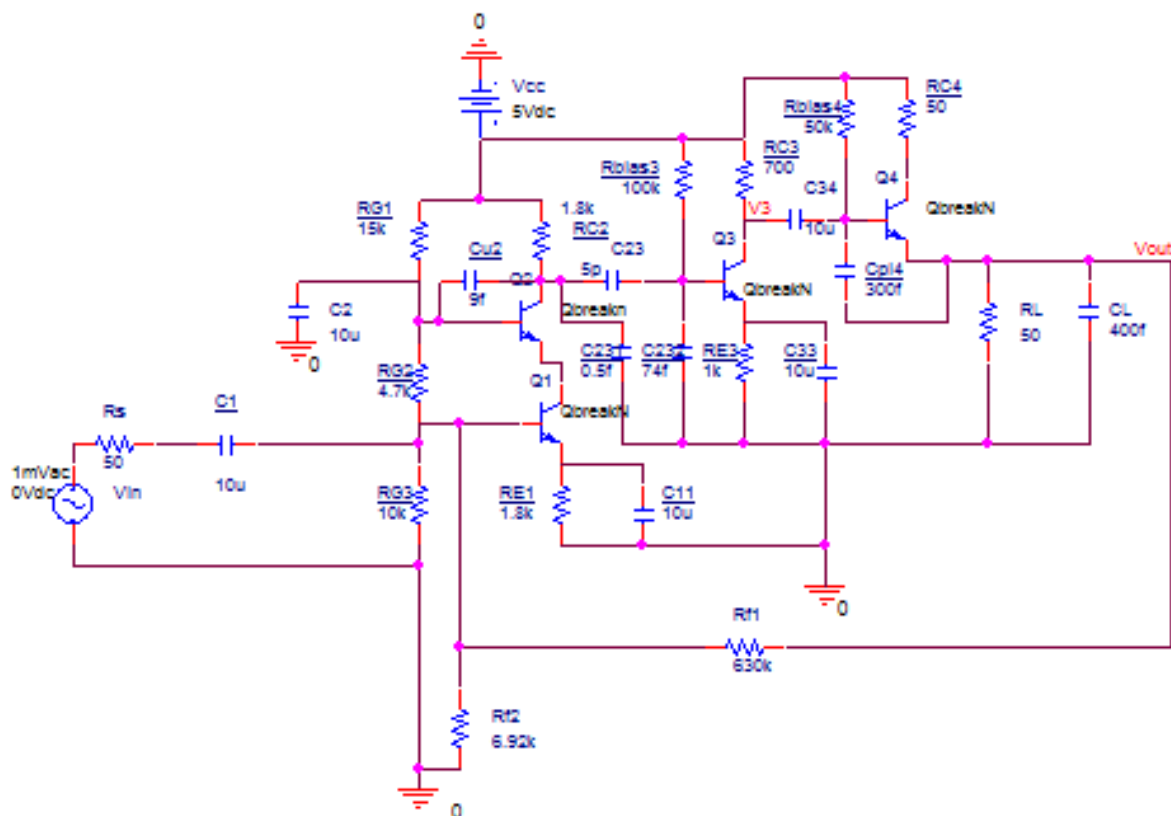 0
Vcc
5Vdc
RC4
50
Rbias4
50k
RC3
700
Rbias3
100k
C34
10u
Q4
QbreakN
V3
RG1
15k
1.8k
RC2
Cu2
9f
C23
5p
Q3
QbreakN
Cpi4
300f
Vout
Q2
Qbreakn
C2
10u
0
RL
50
CL
400f
C23
0.5f
C232
74f
RE3
1k
C33
10u
RG2
4.7k
Q1
QbreakN
Rs
50
C1
10u
1mVac
0Vdc
Vin
RG3
10k
RE1
1.8k
C11
10u
0
Rf1
630k
Rf2
6.92k
0